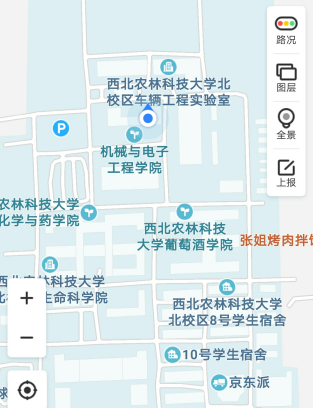 路况
图层
全景
上报
西北农林科技大学北
校区车辆工程实验室
P
机械与电子
工程学院
农林科技大学
化学与药学院
西北农林科技
大学葡萄酒学院
张姐烤肉拌饭
西北农林科技大学
生命科学学院
西北农林科技大学
北校区8号学生宿舍
10号学生宿舍
京东派